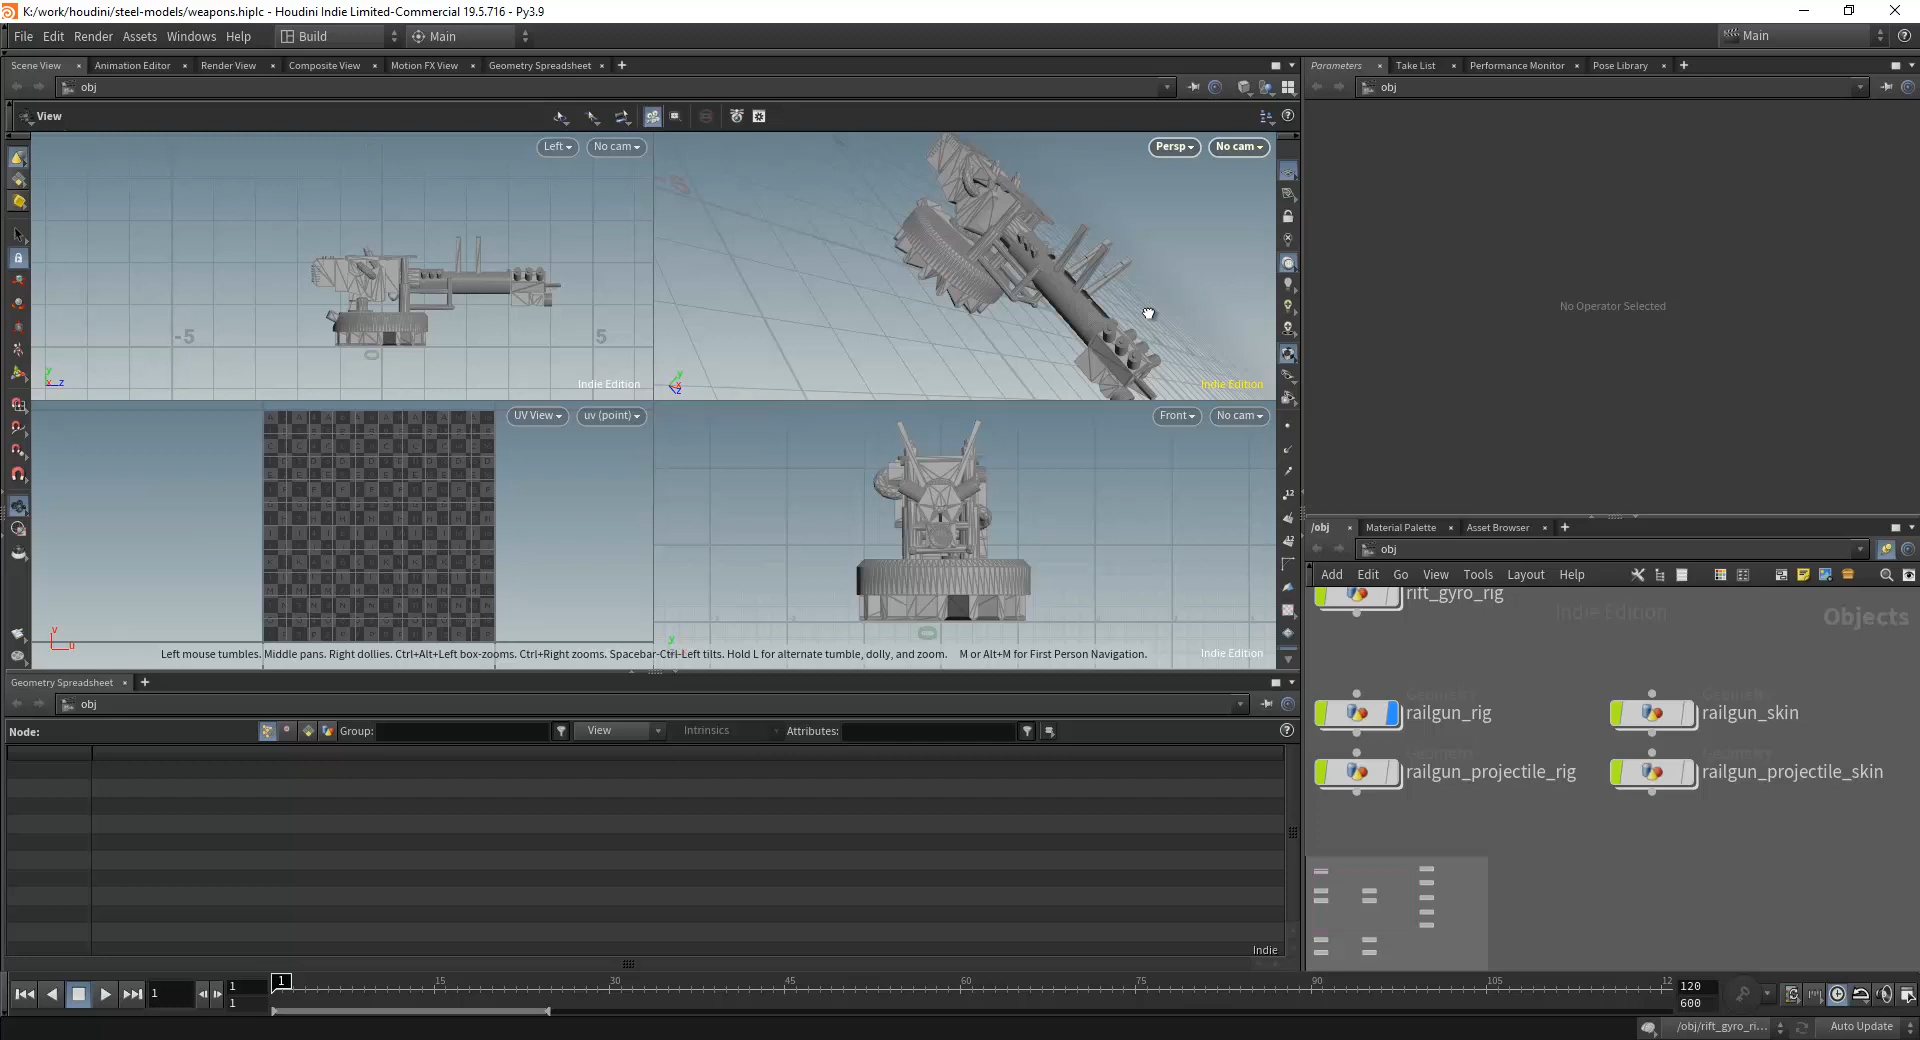 K:/work/houdini/steel-models/weapons.hiplc - Houdini Indie Limited-Commercial 19.5.716 - Py3.9
File Edit Render Assets Windows Help Build Main Main
Scene View Animation Editor Render View Composite View Motion FX View Geometry Spreadsheet
obj
View
Left No cam
Persp No cam
-5
0
5
Indie Edition
Indie Edition
UV View uv (point)
Front No cam
0
Left mouse tumbles. Middle pans. Right dollies. Ctrl+Alt+Left box-zooms. Ctrl+Right zooms. Spacebar-Ctrl-Left tilts. Hold L for alternate tumble, dolly, and zoom. M or Alt+M for First Person Navigation.
Indie Edition
Geometry Spreadsheet
obj
Node: Group: View Intrinsics Attributes:
Indie
Parameters Take List Performance Monitor Pose Library
obj
No Operator Selected
/obj Material Palette Asset Browser
obj
Add Edit Go View Tools Layout Help
rift_gyro_rig
Indie Edition
Objects
Geometry
railgun_rig
Geometry
railgun_skin
Geometry
railgun_projectile_rig
Geometry
railgun_projectile_skin
1 1 1 1 15 30 45 60 75 90 105 12 120 600
/obj/rift_gyro_ri... Auto Update